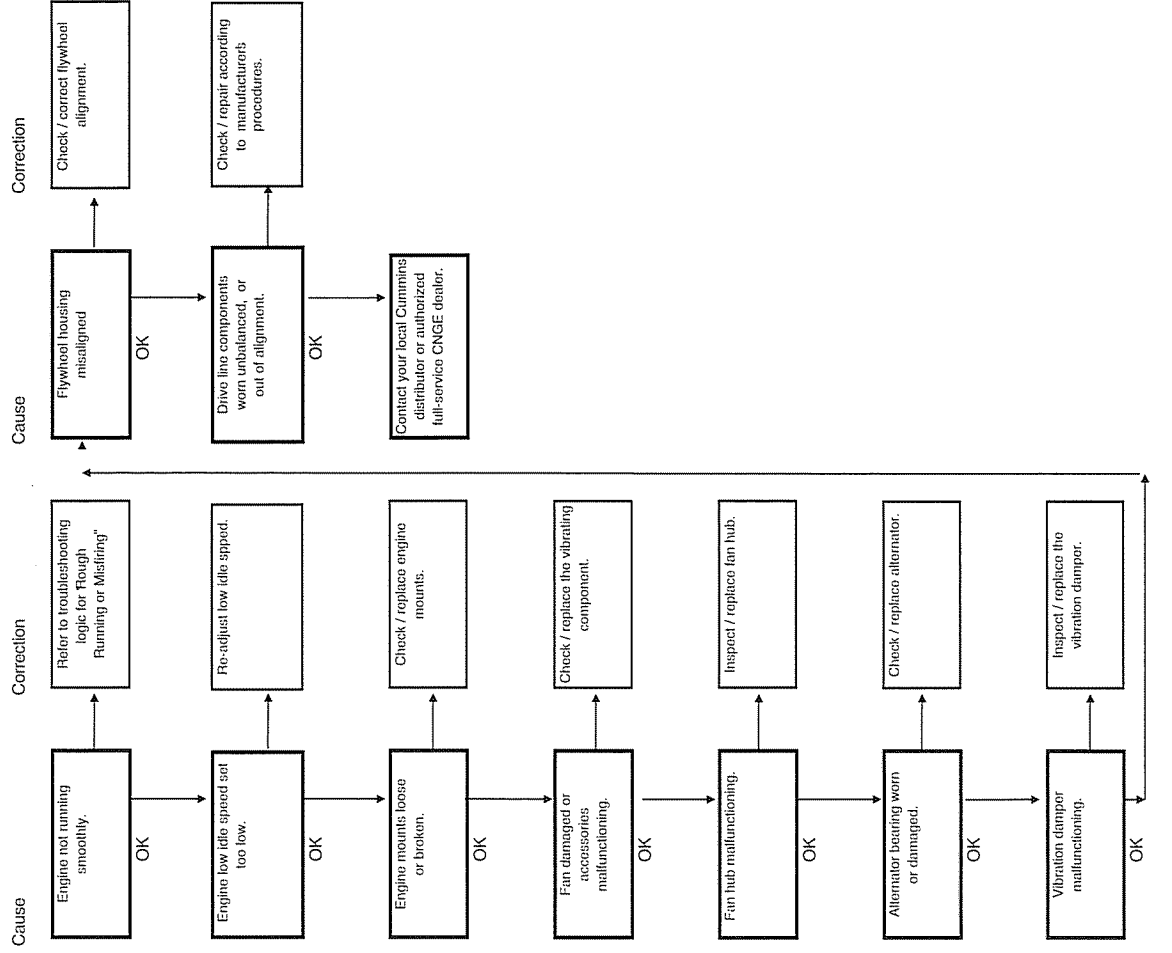 Cause
Correction
Engine not running
smoothly.
Refer to troubleshooting
logic for "Rough
Running or Misfiring"
OK
Engine low idle speed set
too low.
Re-adjust low idle spped.
OK
Engine mounts loose
or broken.
Check / replace engine
mounts.
OK
Fan damaged or
accessories
malfunctioning.
Check / replace the vibrating
component.
OK
Fan hub malfunctioning.
Inspect / replace fan hub.
OK
Alternator bearing worn
or damaged.
Check / replace alternator.
OK
Vibration damper
malfunctioning.
Inspect / replace the
vibration damper.
OK
Cause
Correction
Flywheel housing
misaligned
Check / correct flywheel
alignment.
OK
Drive line components
worn unbalanced, or
out of alignment.
Check / repair according
to manufacturers
procedures.
OK
Contact your local Cummins
distributor or authorized
full-service CNGE dealer.